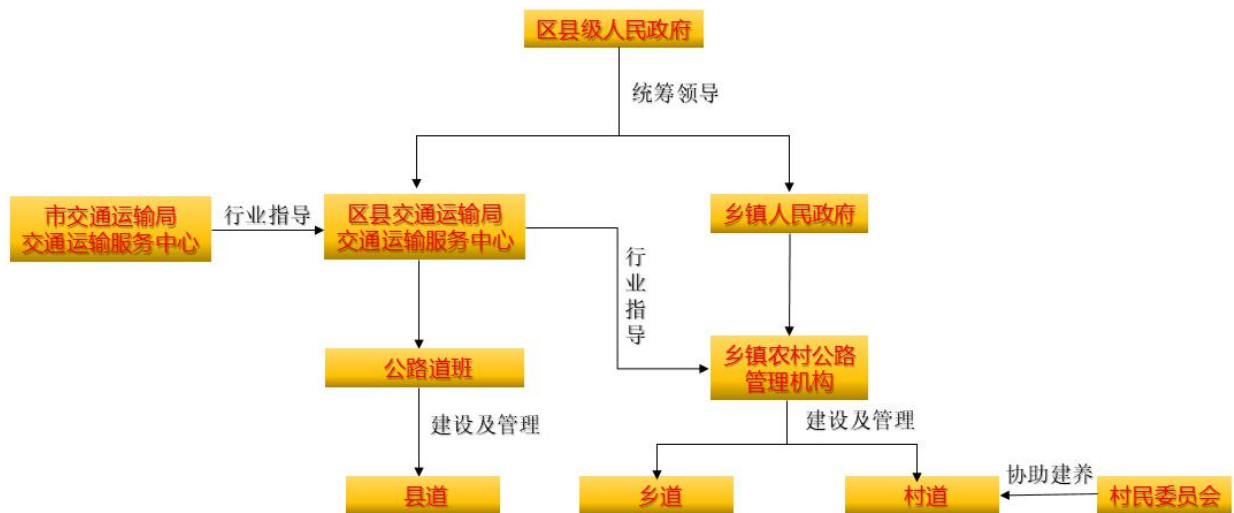 区县级人民政府
统筹领导
市交通运输局
交通运输服务中心
行业指导
区县交通运输局
交通运输服务中心
乡镇人民政府
行业指导
公路道班
乡镇农村公路
管理机构
建设及管理
建设及管理
县道
乡道
村道
协助建养
村民委员会